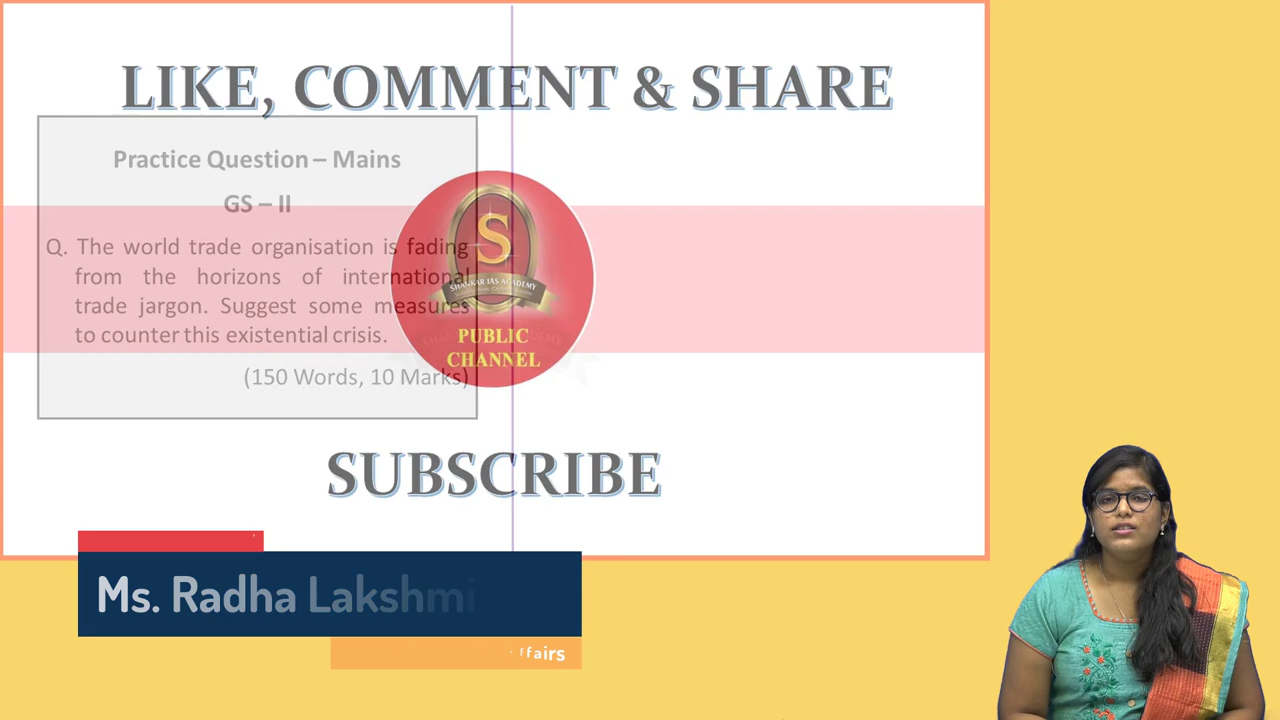 LIKE, COMMENT & SHARE
Practice Question – Mains
GS – II
Q. The world trade organisation is fading
from the horizons of international
trade jargon. Suggest some measures
to counter this existential crisis.
(150 Words, 10 Marks)
S
SHANKAR IAS ACADEMY
PUBLIC
CHANNEL
SUBSCRIBE
Ms. Radha Lakshmi
ffairs